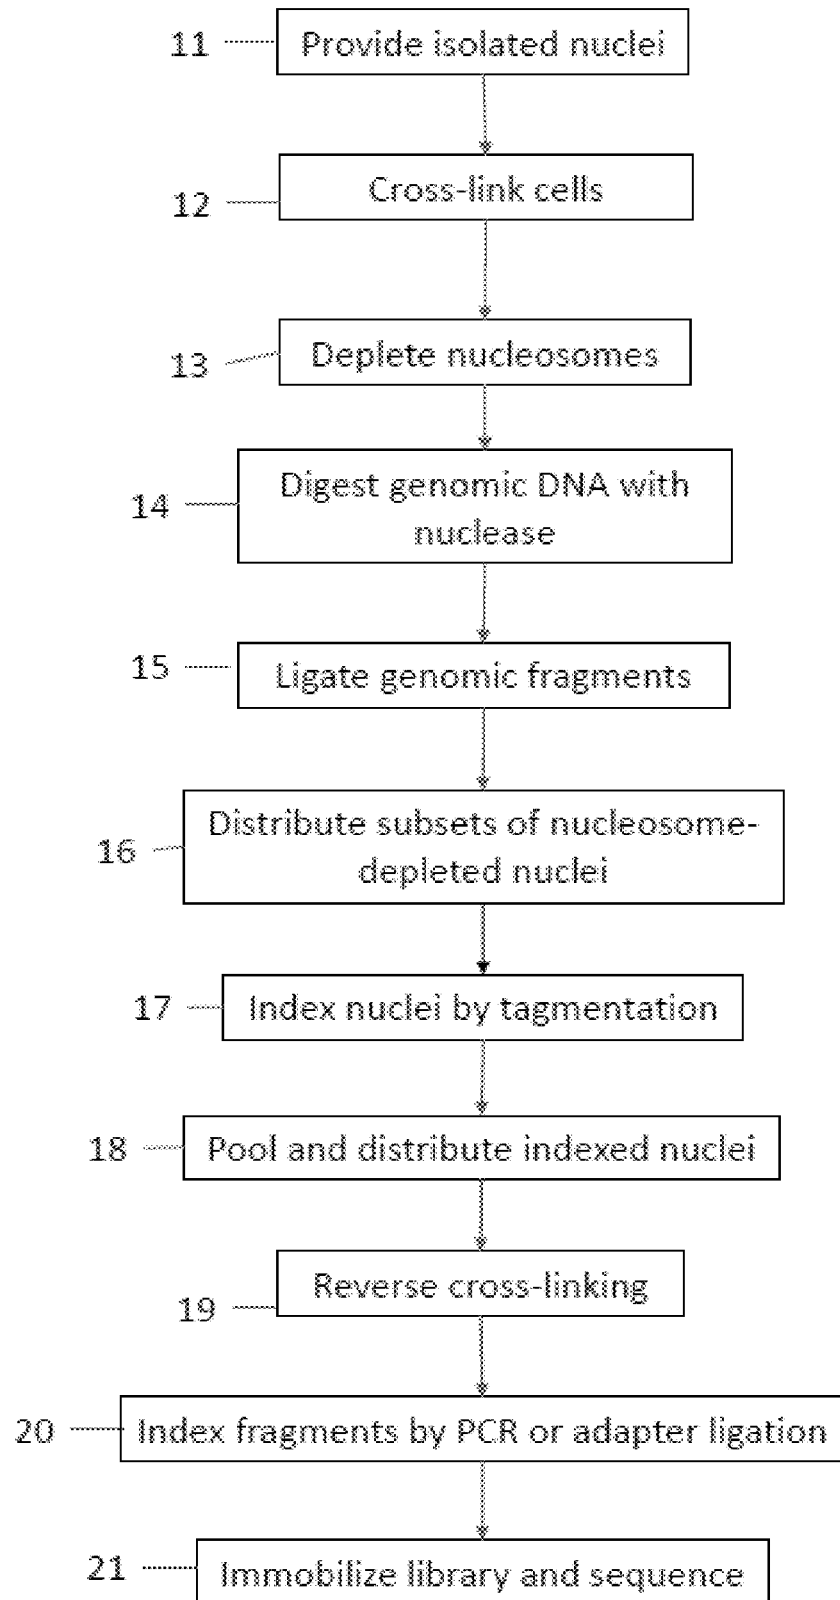 11 Provide isolated nuclei
12 Cross-link cells
13 Deplete nucleosomes
14 Digest genomic DNA with
nuclease
15 Ligate genomic fragments
16 Distribute subsets of nucleosome-
depleted nuclei
17 Index nuclei by tagmentation
18 Pool and distribute indexed nuclei
19 Reverse cross-linking
20 Index fragments by PCR or adapter ligation
21 Immobilize library and sequence